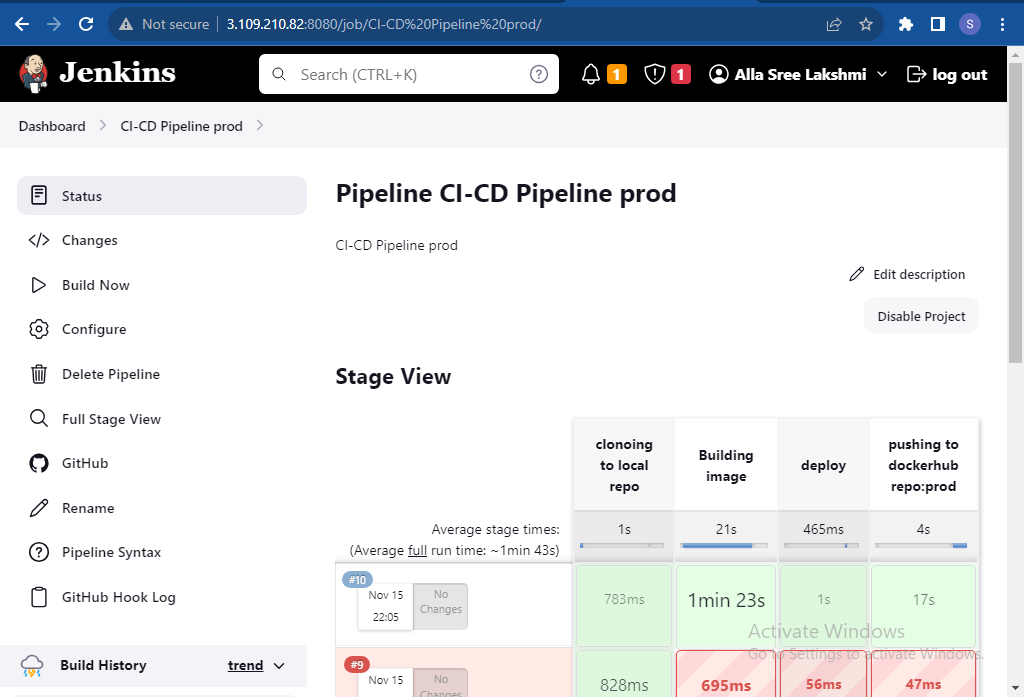 Not secure 3.109.210.82:8080/job/CI-CD%20Pipeline%20prod/ S
Jenkins Search (CTRL+K) ? 1 1 Alla Sree Lakshmi log out
Dashboard CI-CD Pipeline prod
Status
Changes
Build Now
Configure
Delete Pipeline
Full Stage View
GitHub
Rename
Pipeline Syntax
GitHub Hook Log
Build History trend
Pipeline CI-CD Pipeline prod
CI-CD Pipeline prod
Edit description
Disable Project
Stage View
clonoing
to local
repo
Building
image
deploy
pushing to
dockerhub
repo:prod
Average stage times:
(Average full run time: ~1min 43s)
1s 21s 465ms 4s
#10
Nov 15
22:05
No
Changes
783ms 1min 23s 1s 17s
#9
Nov 15
No
Changes
828ms 695ms 56ms 47ms
Activate Windows
Go to Settings to activate Windows.